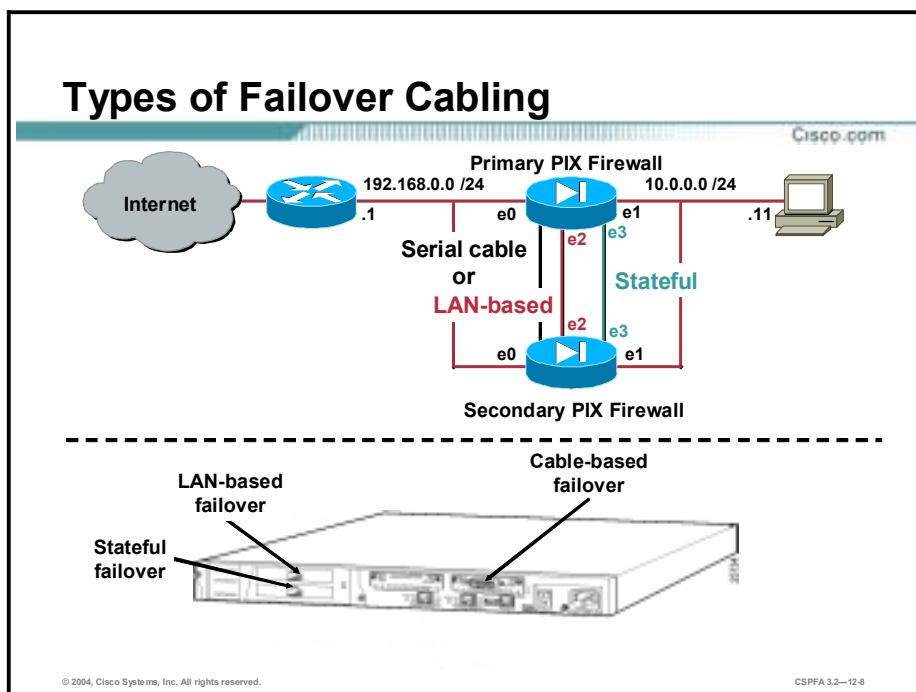 Types of Failover Cabling
Cisco.com
Primary PIX Firewall
192.168.0.0 /24
10.0.0.0 /24
Internet
.1
e0
e1
.11
e2
e3
Serial cable
or
LAN-based
Stateful
e2
e3
e0
e1
Secondary PIX Firewall
Cable-based
failover
LAN-based
failover
Stateful
failover
© 2004, Cisco Systems, Inc. All rights reserved.
CSPFA 3.2—12-8